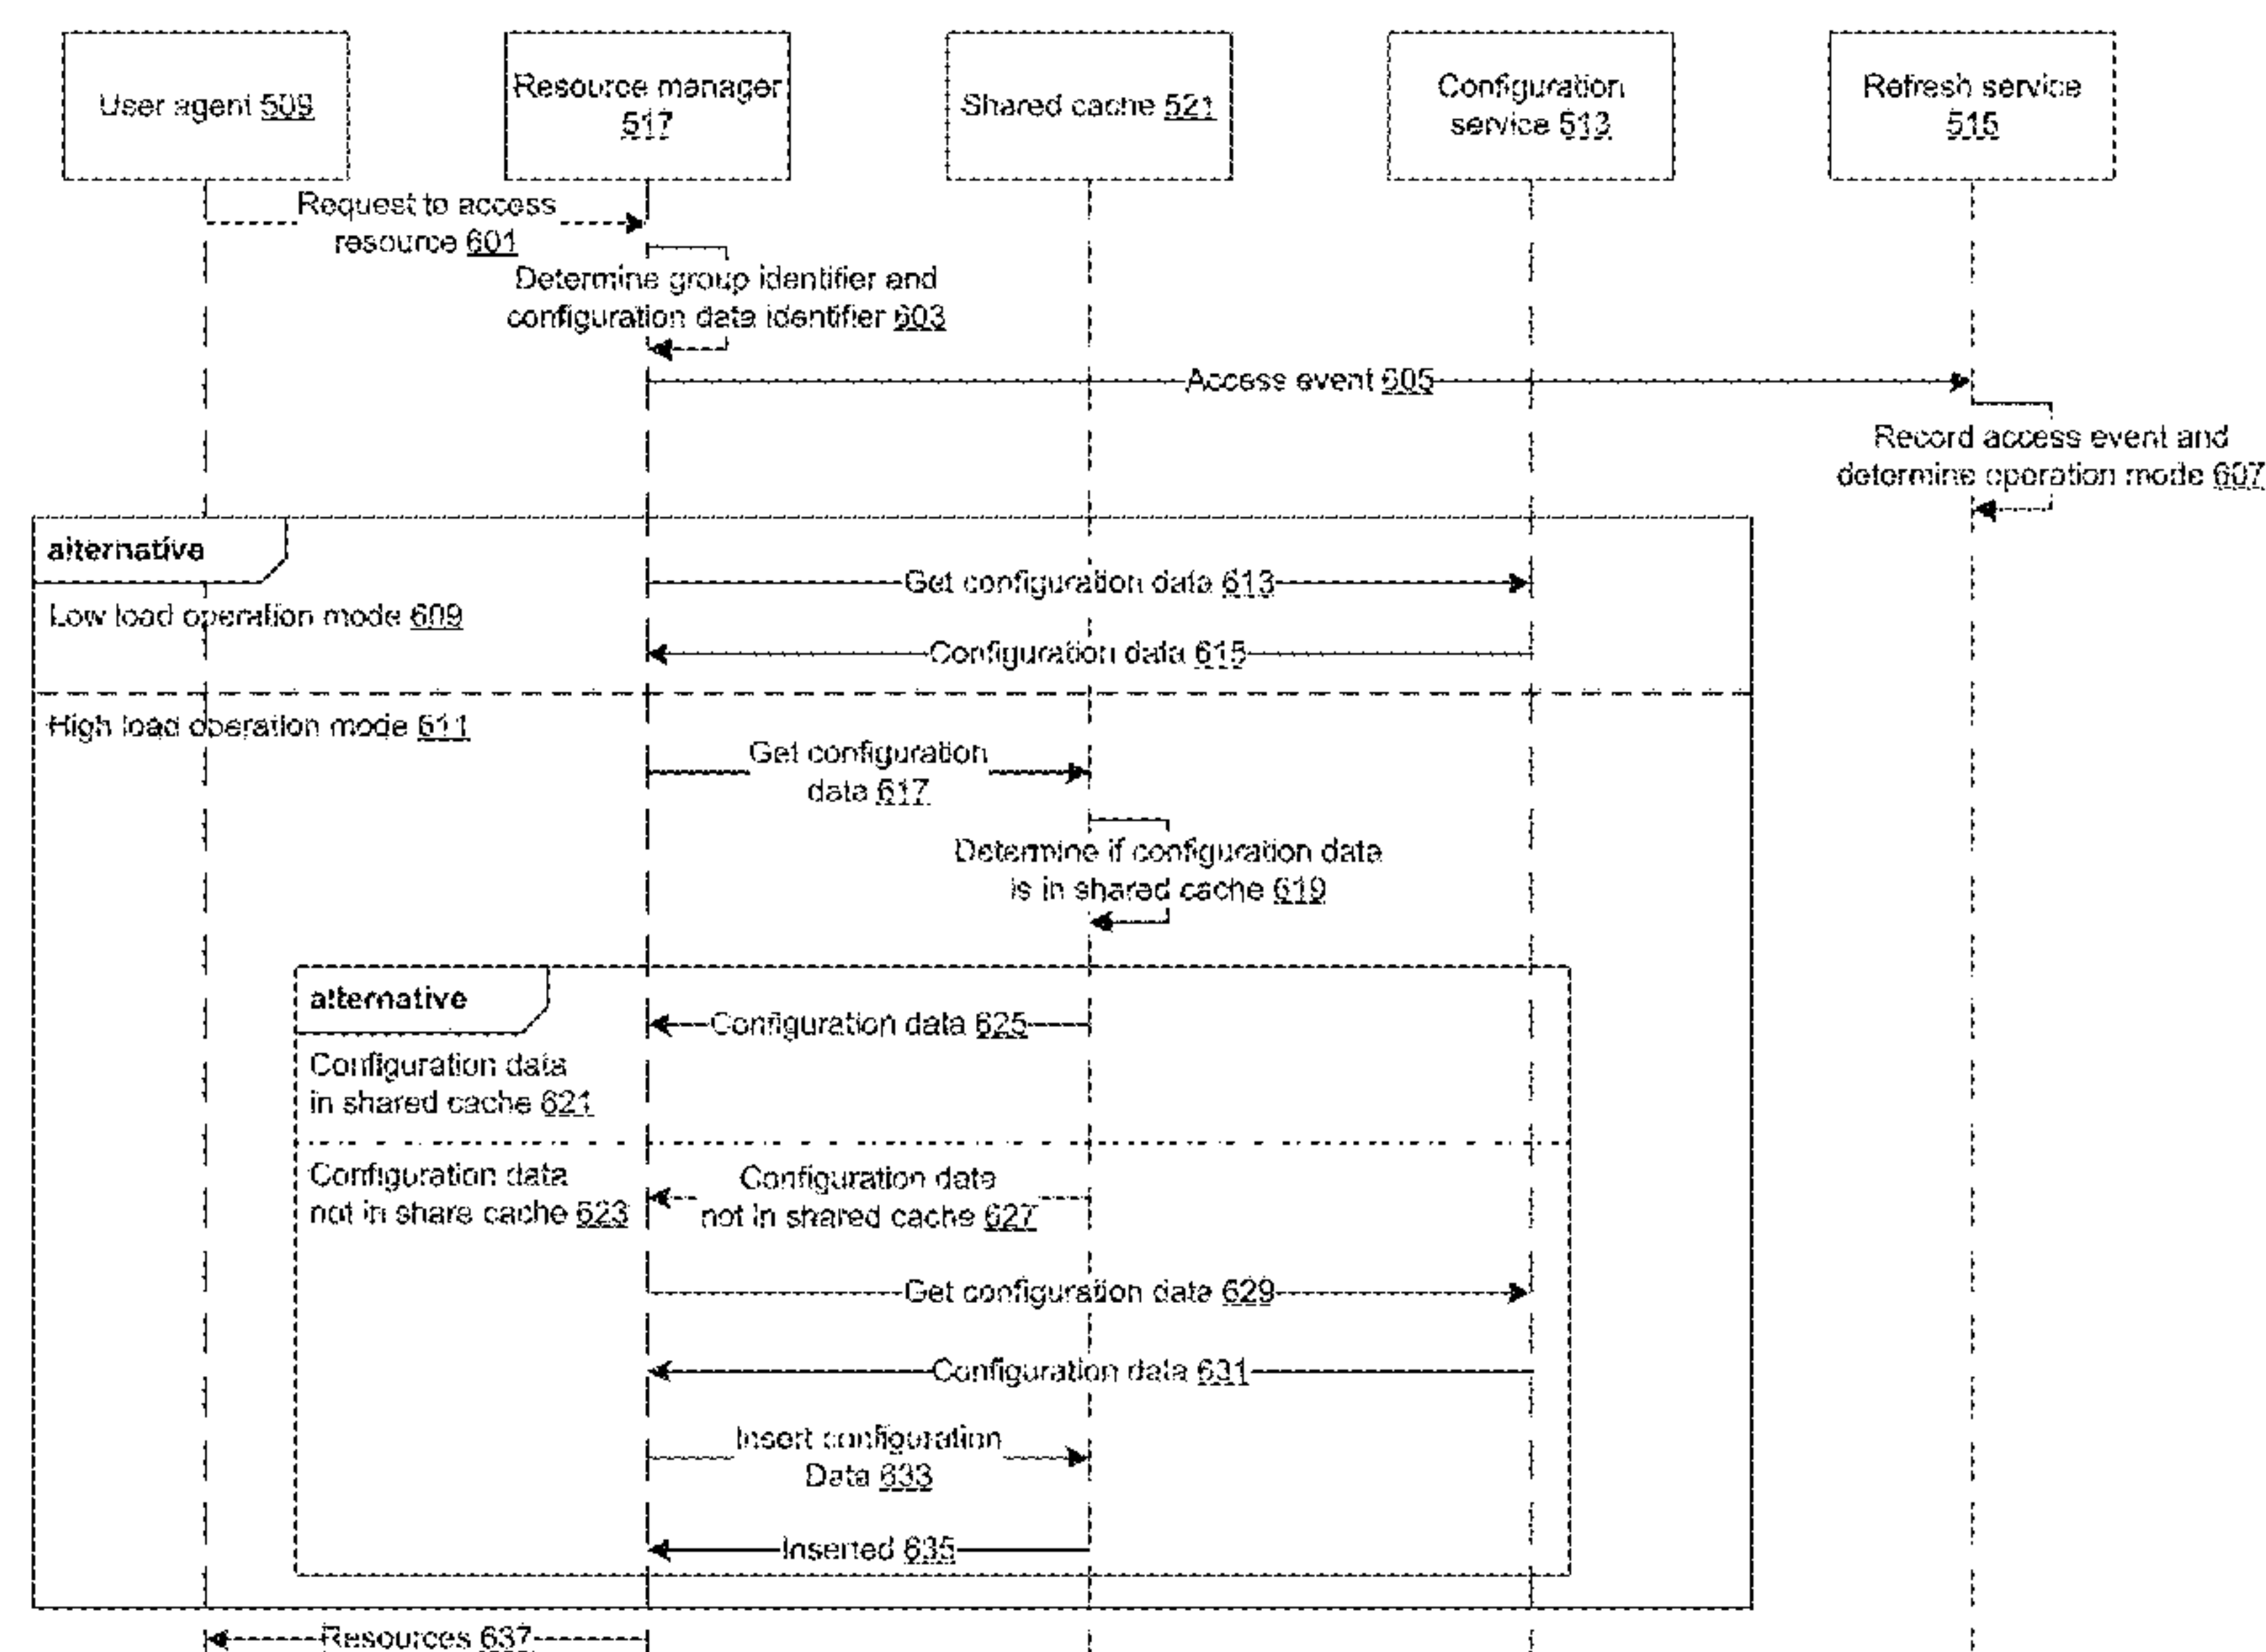 User agent 509
Resource manager
517
Shared cache 521
Configuration
service 513
Refresh service
515
Request to access
resource 601
Determine group identifier and
configuration data identifier 603
Access event 605
Record access event and
determine operation mode 607
alternative
Get configuration data 613
Low load operation mode 609
Configuration data 615
High load operation mode 611
Get configuration
data 617
Determine if configuration data
is in shared cache 619
alternative
Configuration data 625
Configuration data
in shared cache 621
Configuration data
not in share cache 623
Configuration data
not in shared cache 627
Get configuration data 629
Configuration data 631
Insert configuration
Data 633
Inserted 635
Resources 637